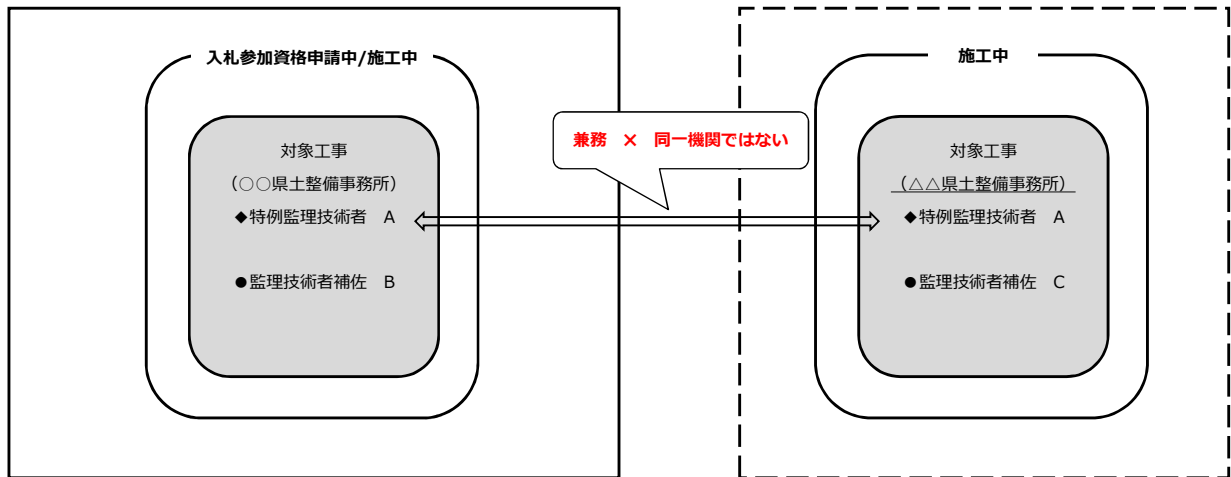 入札参加資格申請中/施工中
対象工事
（○○県土整備事務所）
◆特例監理技術者　A
●監理技術者補佐　B
兼務　×　同一機関ではない
施工中
対象工事
（△△県土整備事務所）
◆特例監理技術者　A
●監理技術者補佐　C